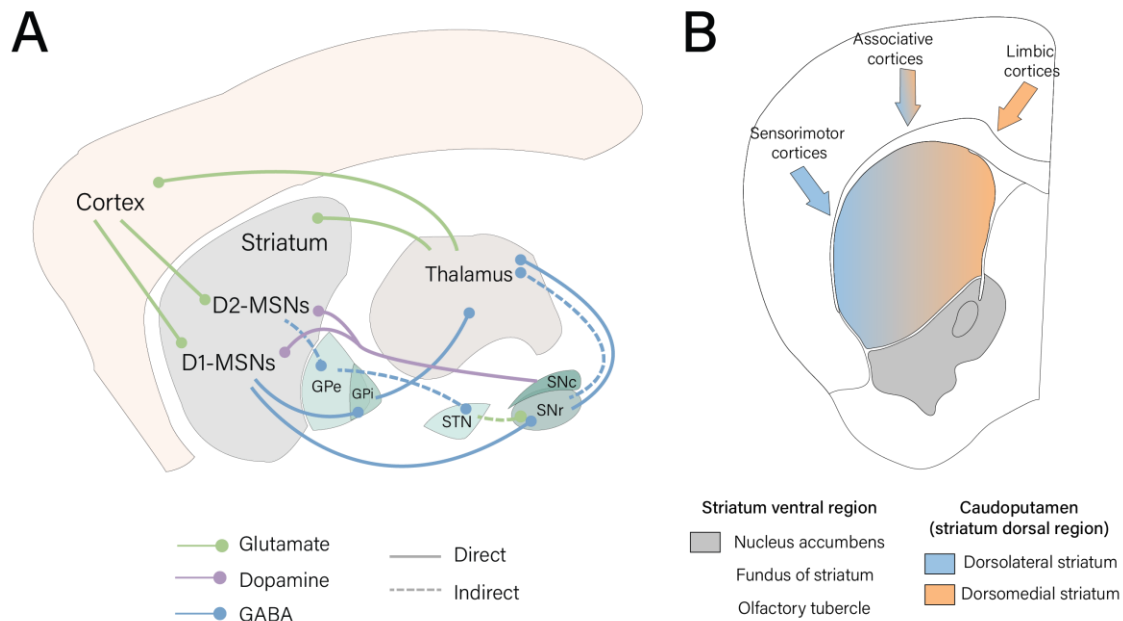 A
Cortex
Striatum
Thalamus
D2-MSNs
D1-MSNs
GPe
GPi
STN
SNc
SNr
Glutamate
Dopamine
GABA
Direct
Indirect
B
Associative
cortices
Limbic
cortices
Sensorimotor
cortices
Striatum ventral region
Nucleus accumbens
Fundus of striatum
Olfactory tubercle
Caudoputamen
(striatum dorsal region)
Dorsolateral striatum
Dorsomedial striatum